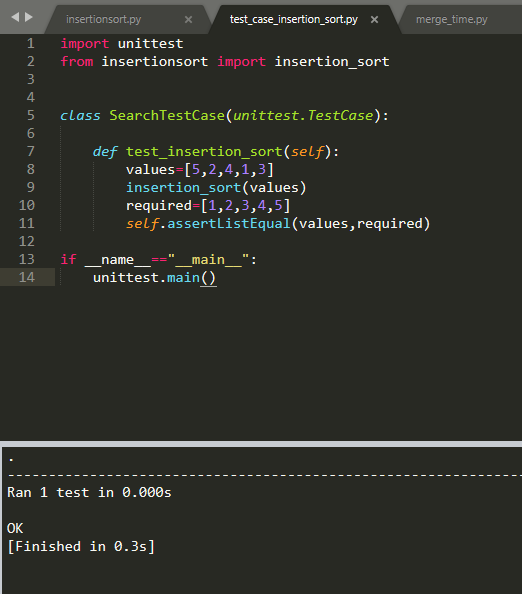 insertionsort.py × test_case_insertion_sort.py × merge_time.py
1 import unittest
2 from insertionsort import insertion_sort
3
4
5 class SearchTestCase(unittest.TestCase):
6
7     def test_insertion_sort(self):
8         values=[5,2,4,1,3]
9         insertion_sort(values)
10         required=[1,2,3,4,5]
11         self.assertListEqual(values,required)
12
13 if __name__=="__main__":
14     unittest.main()
.
----------------------------------------------------------------------
Ran 1 test in 0.000s

OK
[Finished in 0.3s]